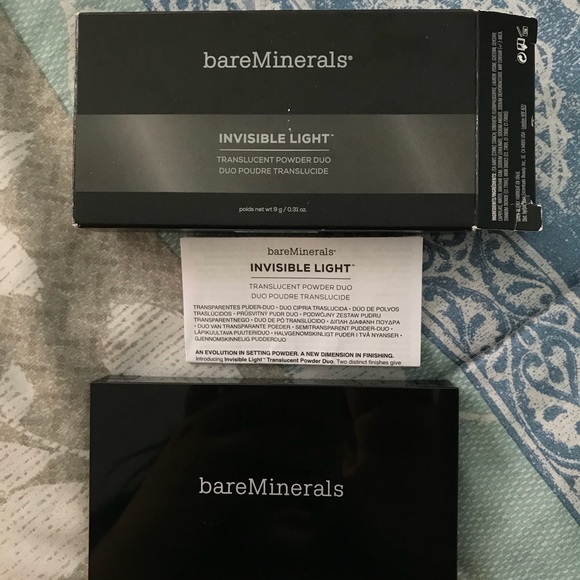 bareMinerals®
INVISIBLE LIGHT™
TRANSLUCENT POWDER DUO
DUO POUDRE TRANSLUCIDE
poids net wt 9 g / 0.31 oz.
bareMinerals®
INVISIBLE LIGHT™
TRANSLUCENT POWDER DUO
DUO POUDRE TRANSLUCIDE
TRANSPARENTES PUDER-DUO • DUO CIPRIA TRASLUCIDA • DÚO DE POLVOS
TRASLÚCIDOS • PRŮSVITNÝ PUDR DUO • PODWÓJNY ZESTAW PUDRU
TRANSPARENTNEGO • DUO DE PÓ TRANSLÚCIDO • ΔΙΠΛΗ ΔΙΑΦΑΝΗ ΠΟΥΔΡΑ
• DUO VAN TRANSPARANTE POEDER • SEMITRANSPARENT PUDDER-DUO •
LÄPIKUULTAVA PUUTERIDUO • HALVGENOMSKINLIGT PUDER I TVÅ NYANSER •
GJENNOMSKINNELIG PUDDERDUO
AN EVOLUTION IN SETTING POWDER. A NEW DIMENSION IN FINISHING.
Introducing Invisible Light™ Translucent Powder Duo. Two distinct finishes give
bareMinerals